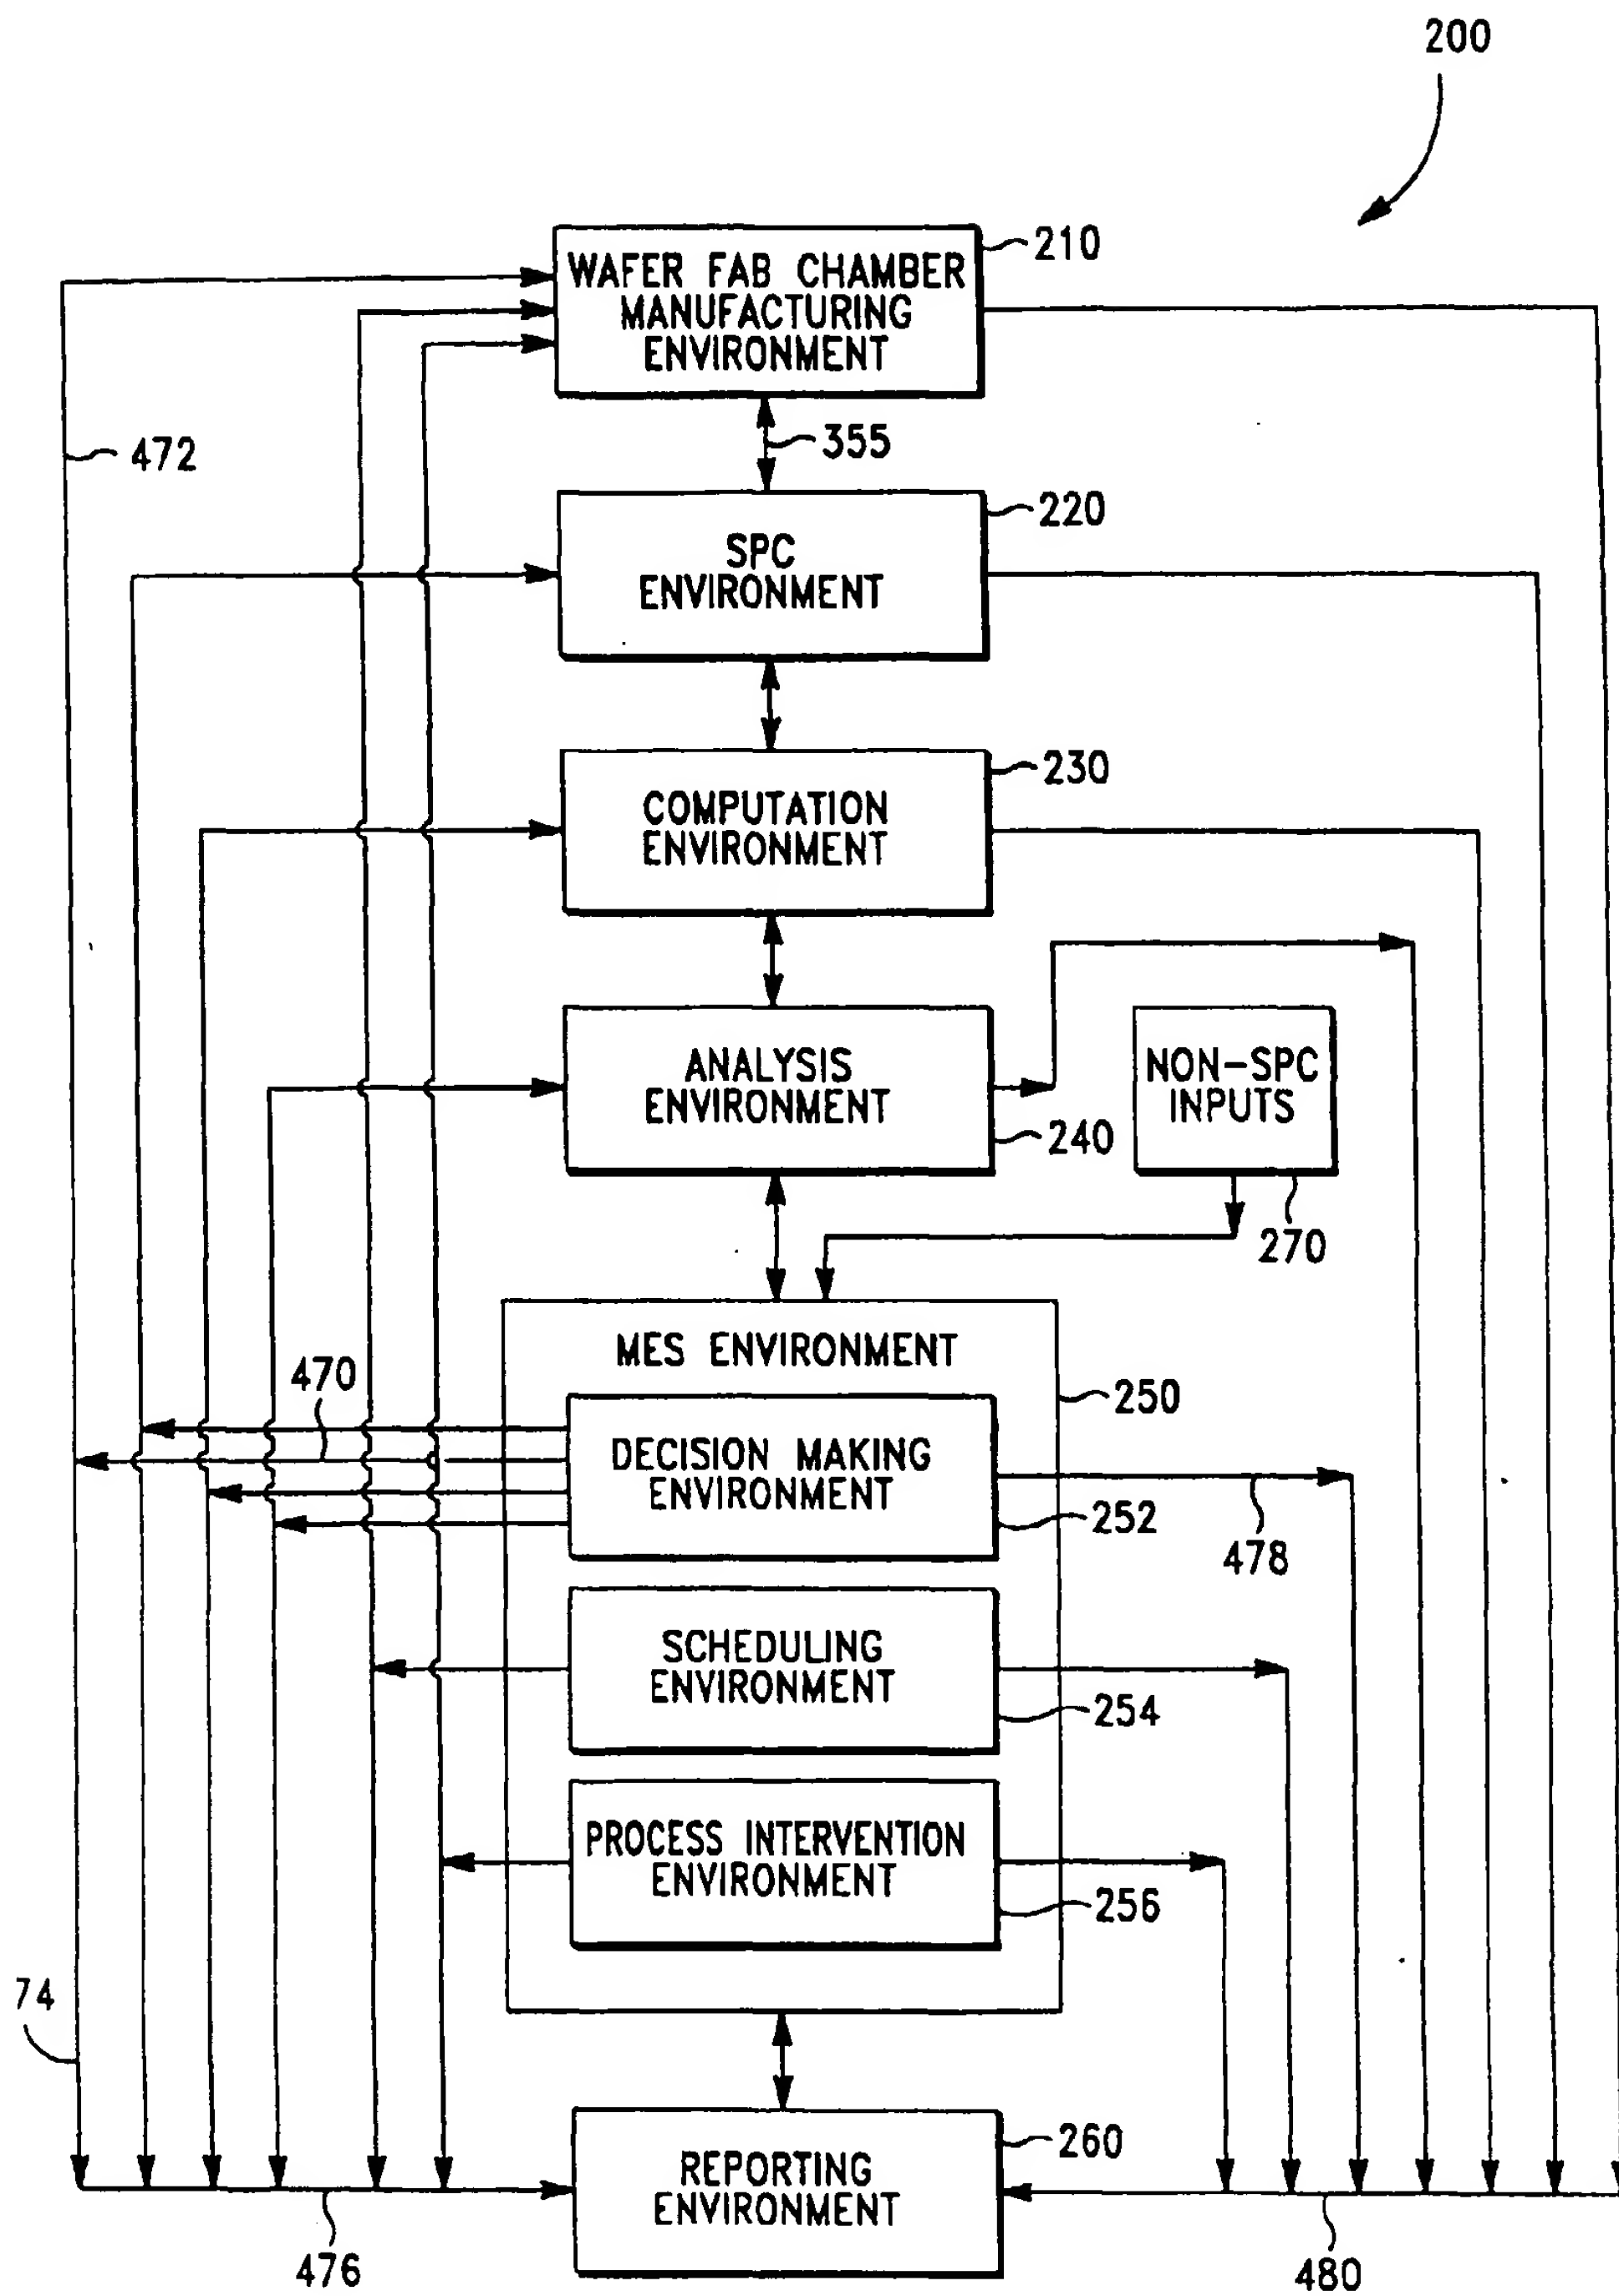 200
210
WAFER FAB CHAMBER
MANUFACTURING
ENVIRONMENT
355
472
220
SPC
ENVIRONMENT
230
COMPUTATION
ENVIRONMENT
ANALYSIS
ENVIRONMENT
240
NON-SPC
INPUTS
270
MES ENVIRONMENT
470
250
DECISION MAKING
ENVIRONMENT
252
478
SCHEDULING
ENVIRONMENT
254
PROCESS INTERVENTION
ENVIRONMENT
256
74
260
REPORTING
ENVIRONMENT
476
480